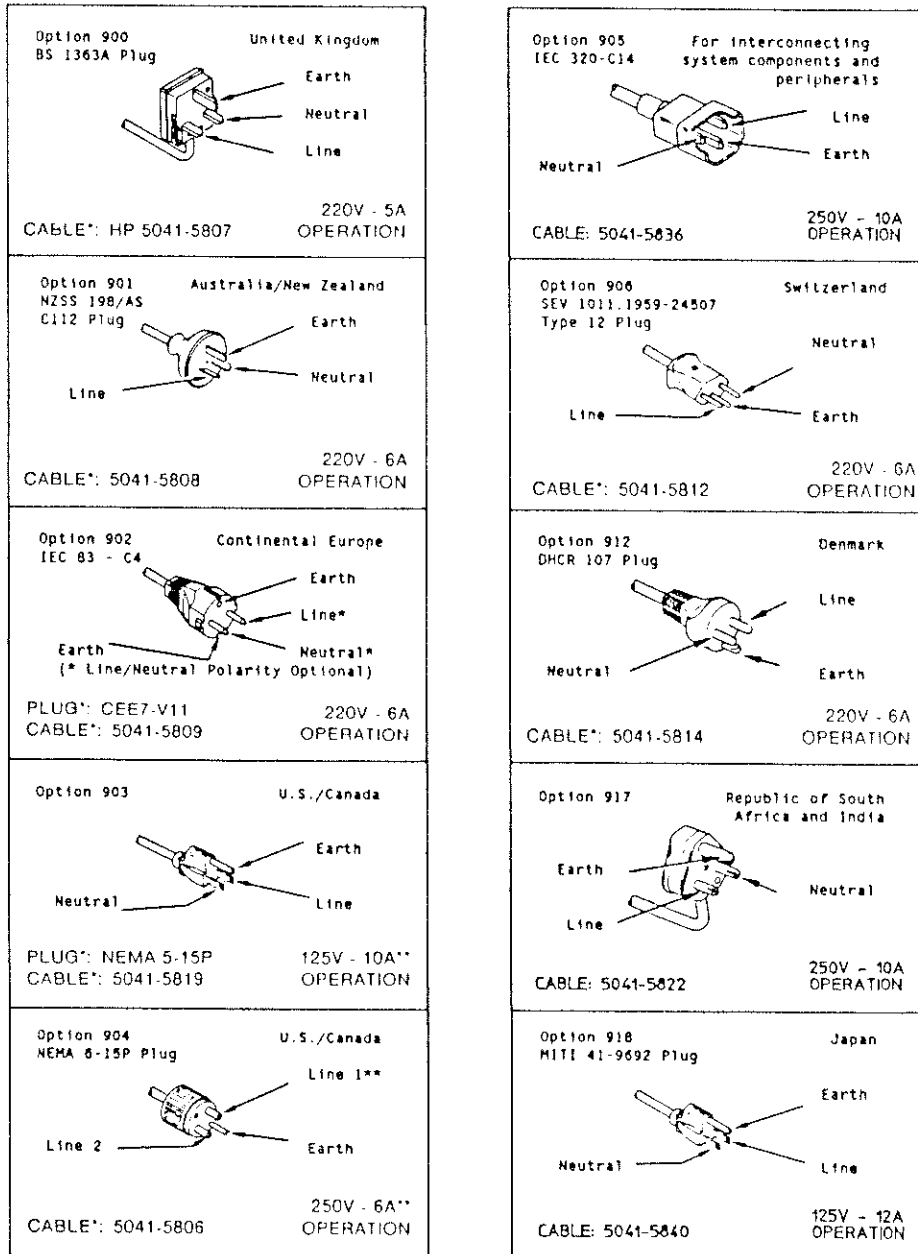 Option 900 United Kingdom
BS 1363A Plug
Earth
Neutral
Line
220V - 5A
CABLE*: HP 5041-5807 OPERATION
Option 901 Australia/New Zealand
NZSS 198/AS
C112 Plug
Earth
Line
Neutral
220V - 6A
CABLE*: 5041-5808 OPERATION
Option 902 Continental Europe
IEC 83 - C4
Earth
Line*
Earth
Neutral*
(* Line/Neutral Polarity Optional)
PLUG*: CEE7-V11 220V - 6A
CABLE*: 5041-5809 OPERATION
Option 903 U.S./Canada
Earth
Neutral
Line
PLUG*: NEMA 5-15P 125V - 10A**
CABLE*: 5041-5819 OPERATION
Option 904 U.S./Canada
NEMA 6-15P Plug
Line 1**
Line 2
Earth
250V - 6A**
CABLE*: 5041-5806 OPERATION
Option 905 For interconnecting
IEC 320-C14 system components and
peripherals
Line
Neutral
Earth
250V - 10A
CABLE: 5041-5836 OPERATION
Option 906 Switzerland
SEV 1011.1959-24507
Type 12 Plug
Neutral
Line
Earth
220V - 6A
CABLE*: 5041-5812 OPERATION
Option 912 Denmark
DHCR 107 Plug
Line
Neutral
Earth
220V - 6A
CABLE*: 5041-5814 OPERATION
Option 917 Republic of South
Africa and India
Earth
Neutral
Line
250V - 10A
CABLE: 5041-5822 OPERATION
Option 918 Japan
MITI 41-9692 Plug
Earth
Neutral
Line
125V - 12A
CABLE: 5041-5840 OPERATION